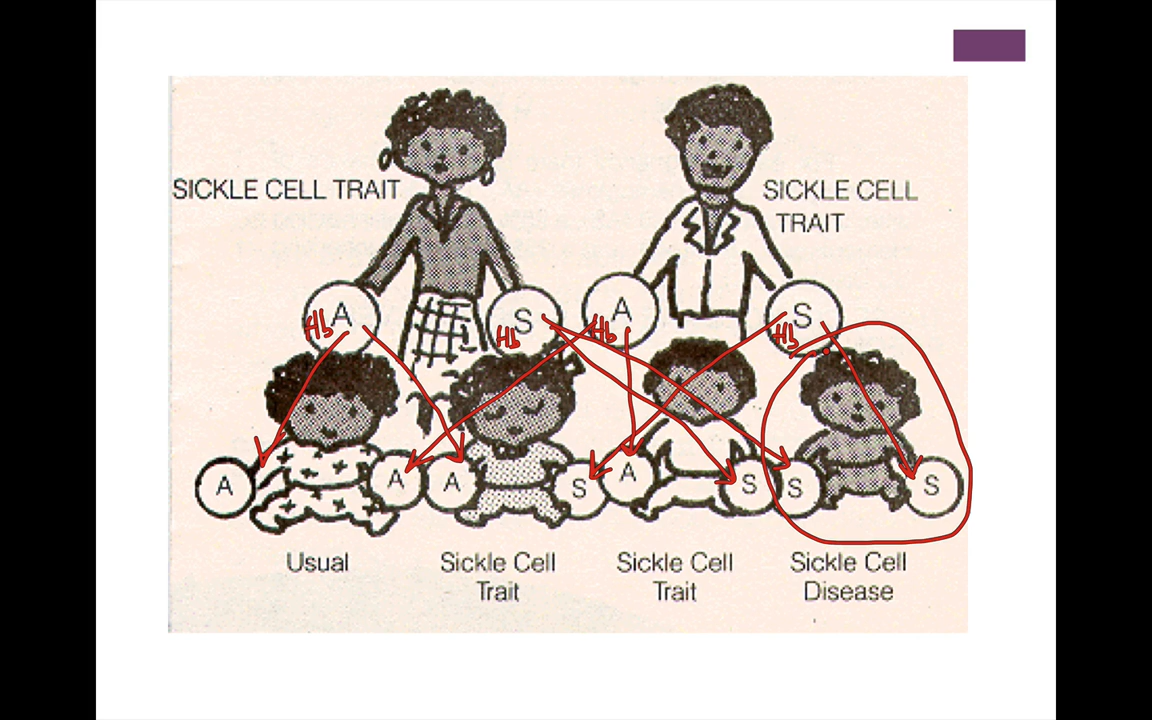 SICKLE CELL TRAIT
SICKLE CELL
TRAIT
Hb A
Hb S
Hb A
Hb S
A
A
A
S
A
S
S
S
Usual
Sickle Cell
Trait
Sickle Cell
Trait
Sickle Cell
Disease